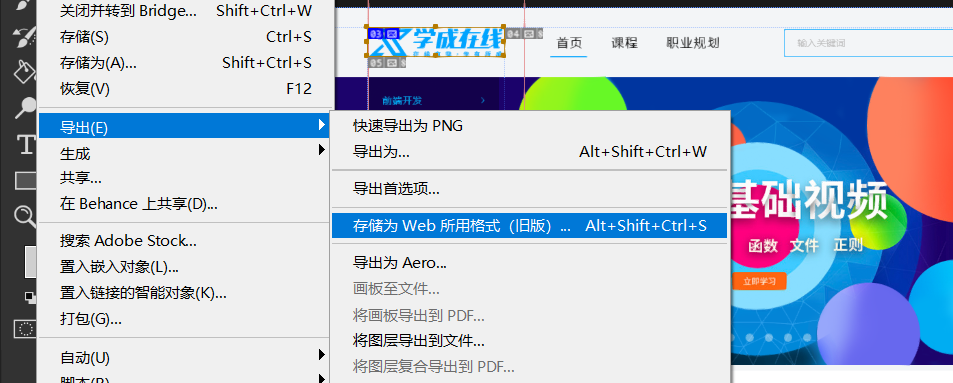 关闭并转到 Bridge... Shift+Ctrl+W
存储(S) Ctrl+S
存储为(A)... Shift+Ctrl+S
恢复(V) F12
导出(E)
生成
共享...
在 Behance 上共享(D)...
搜索 Adobe Stock...
置入嵌入对象(L)...
置入链接的智能对象(K)...
打包(G)...
自动(U)
脚本(R)
快速导出为 PNG
导出为... Alt+Shift+Ctrl+W
导出首选项...
存储为 Web 所用格式（旧版）... Alt+Shift+Ctrl+S
导出为 Aero...
画板至文件...
将画板导出到 PDF...
将图层导出到文件...
将图层复合导出到 PDF...
03
04
05
学成在线
首页 课程 职业规划
输入关键词
前端开发 >
基础视频
函数 文件 正则
立即学习